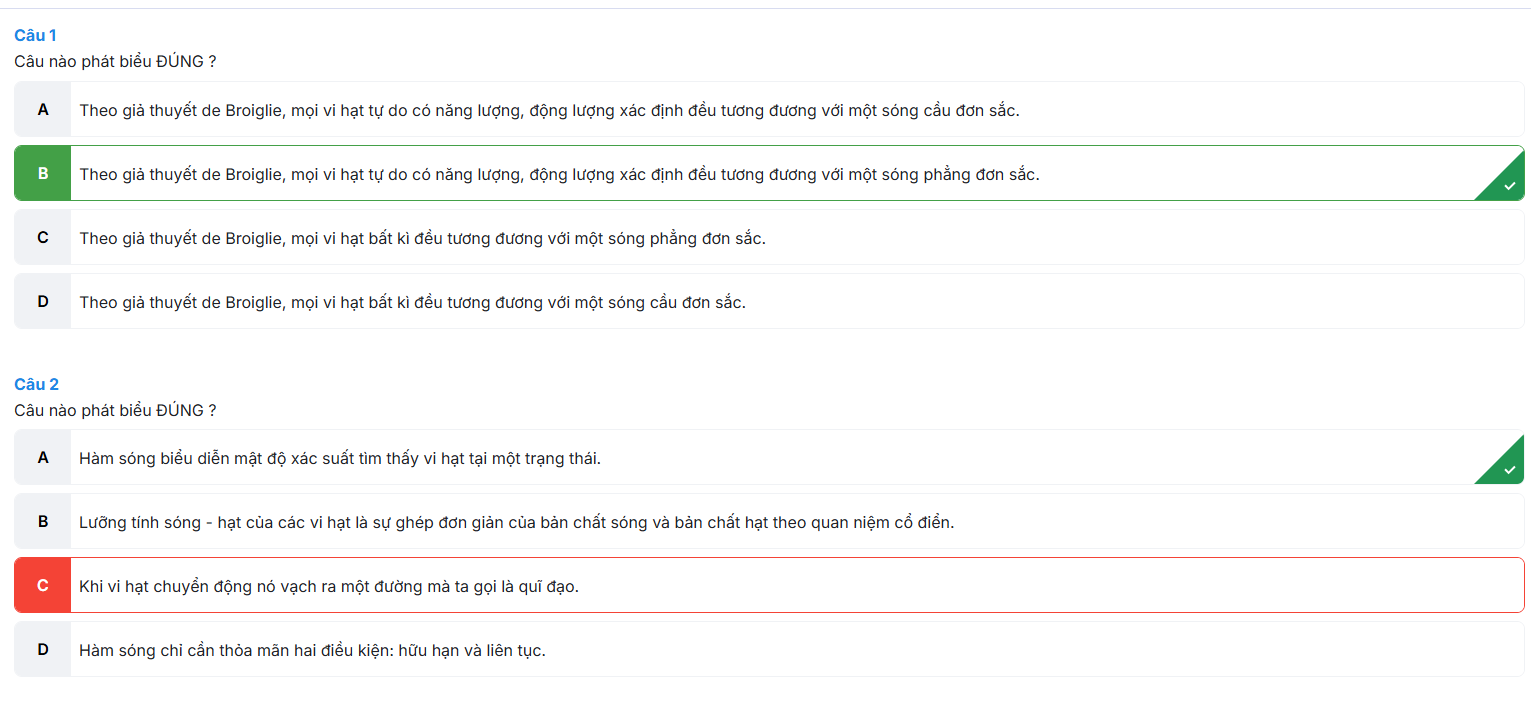 Câu 1
Câu nào phát biểu ĐÚNG ?
A
Theo giả thuyết de Broiglie, mọi vi hạt tự do có năng lượng, động lượng xác định đều tương đương với một sóng cầu đơn sắc.
B
Theo giả thuyết de Broiglie, mọi vi hạt tự do có năng lượng, động lượng xác định đều tương đương với một sóng phẳng đơn sắc.
C
Theo giả thuyết de Broiglie, mọi vi hạt bất kì đều tương đương với một sóng phẳng đơn sắc.
D
Theo giả thuyết de Broiglie, mọi vi hạt bất kì đều tương đương với một sóng cầu đơn sắc.
Câu 2
Câu nào phát biểu ĐÚNG ?
A
Hàm sóng biểu diễn mật độ xác suất tìm thấy vi hạt tại một trạng thái.
B
Lưỡng tính sóng - hạt của các vi hạt là sự ghép đơn giản của bản chất sóng và bản chất hạt theo quan niệm cổ điển.
C
Khi vi hạt chuyển động nó vạch ra một đường mà ta gọi là quĩ đạo.
D
Hàm sóng chỉ cần thỏa mãn hai điều kiện: hữu hạn và liên tục.